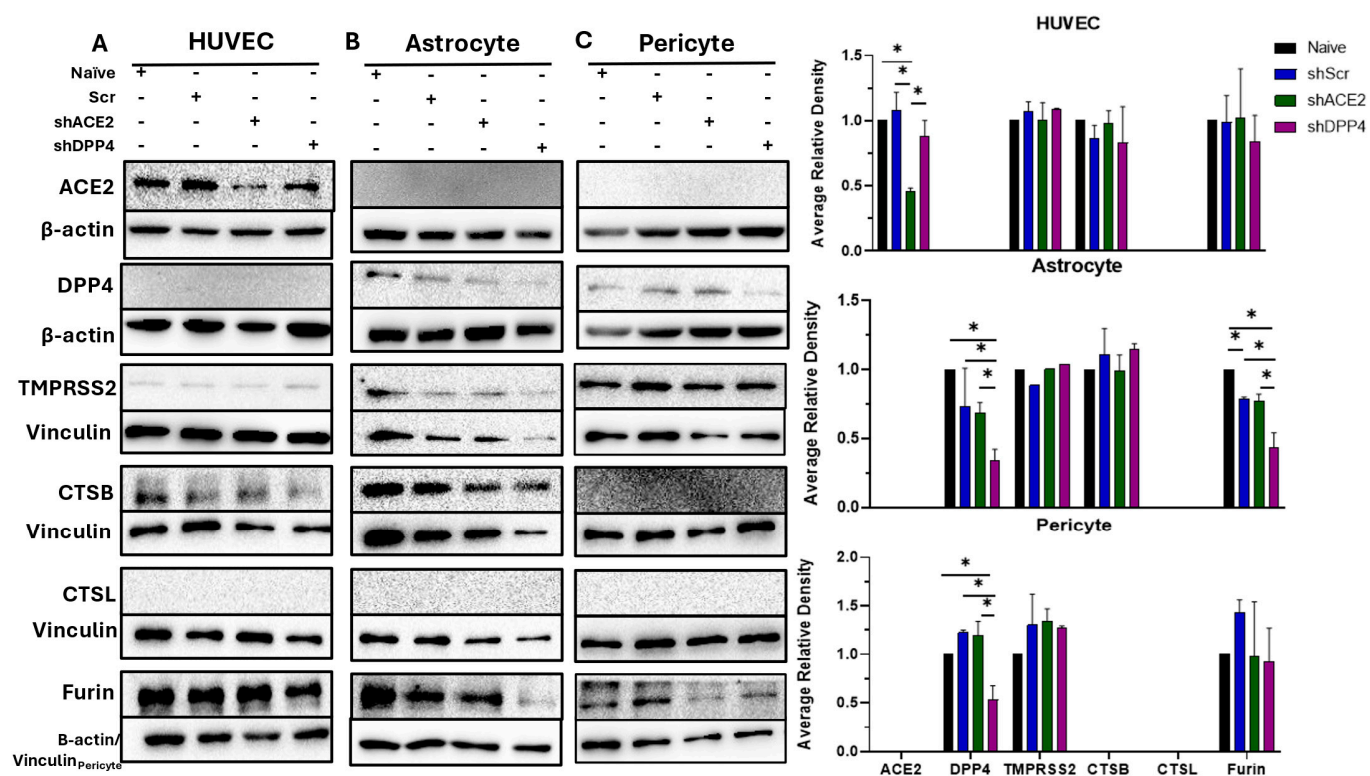 A HUVEC
B Astrocyte
C Pericyte
Naïve + - - - + - - - + - - -
Scr - + - - - + - - - + - -
shACE2 - - + - - - + - - - + -
shDPP4 - - - + - - - + - - - +
ACE2
β-actin
DPP4
β-actin
TMPRSS2
Vinculin
CTSB
Vinculin
CTSL
Vinculin
Furin
B-actin/
Vinculin Pericyte
HUVEC
Average Relative Density
1.5
1.0
0.5
0.0
* * *
Naive
shScr
shACE2
shDPP4
Astrocyte
Average Relative Density
1.5
1.0
0.5
0.0
* * *
* * * *
Pericyte
Average Relative Density
2.0
1.5
1.0
0.5
0.0
* * *
ACE2 DPP4 TMPRSS2 CTSB CTSL Furin